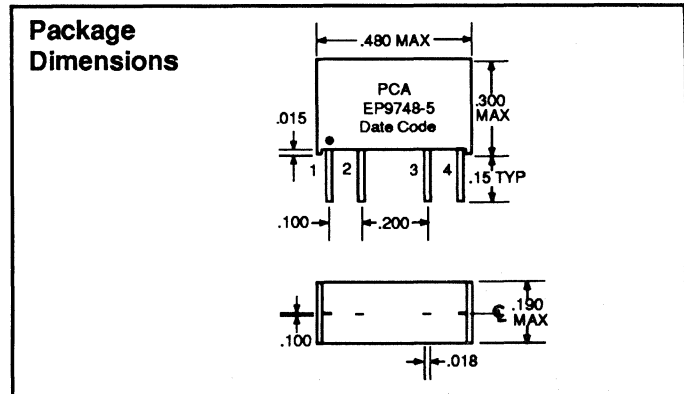 Package
Dimensions
.480 MAX
PCA
EP9748-5
Date Code
.300
MAX
.015
1
2
3
4
.15 TYP
.100
.200
.100
℄
.190
MAX
.018